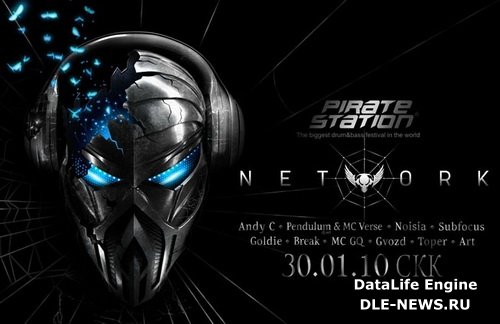 PIRATE
STATION
The biggest drum&bass festival in the world
NETWORK
Andy C • Pendulum & MC Verse • Noisia • Subfocus
Goldie • Break • MC GQ • Gvozd • Toper • Art
30.01.10 СКК
DataLife Engine
DLE-NEWS.RU